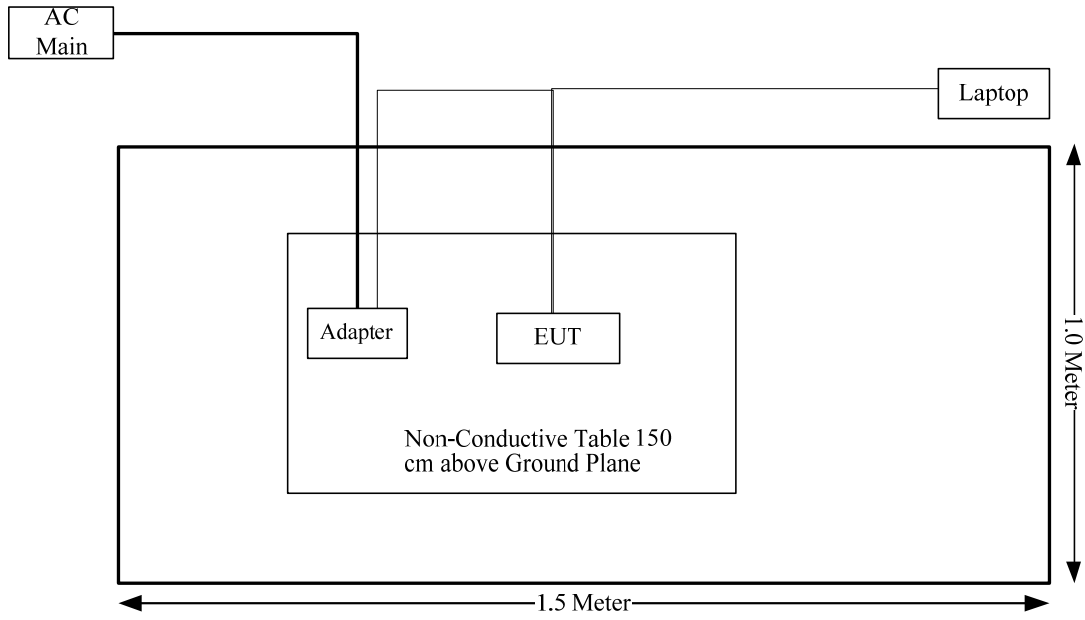 AC
Main
Laptop
Adapter
EUT
Non-Conductive Table 150
cm above Ground Plane
1.0 Meter
1.5 Meter